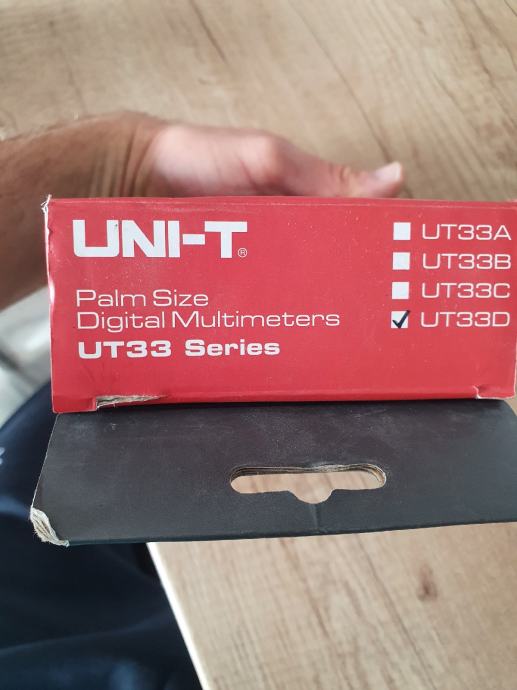 UNI-T®
Palm Size
Digital Multimeters
UT33 Series
UT33A
UT33B
UT33C
UT33D